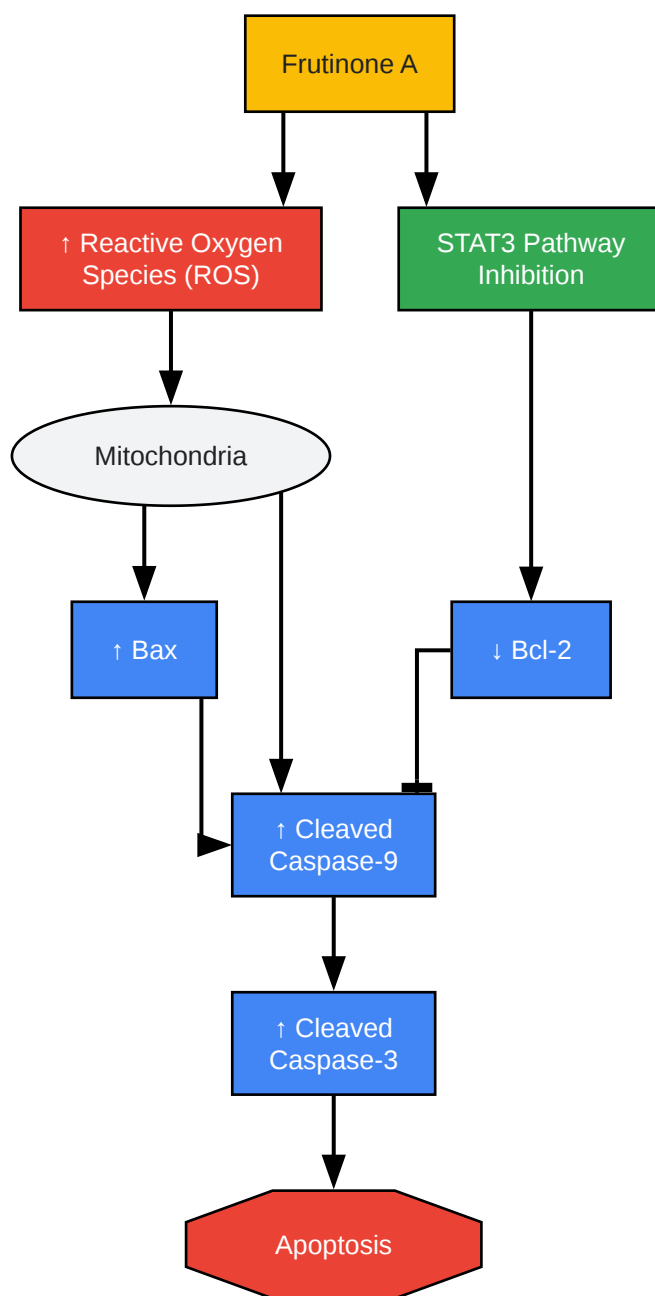 Frutinone A
↑ Reactive Oxygen
Species (ROS)
STAT3 Pathway
Inhibition
Mitochondria
↑ Bax
↓ Bcl-2
↑ Cleaved
Caspase-9
↑ Cleaved
Caspase-3
Apoptosis